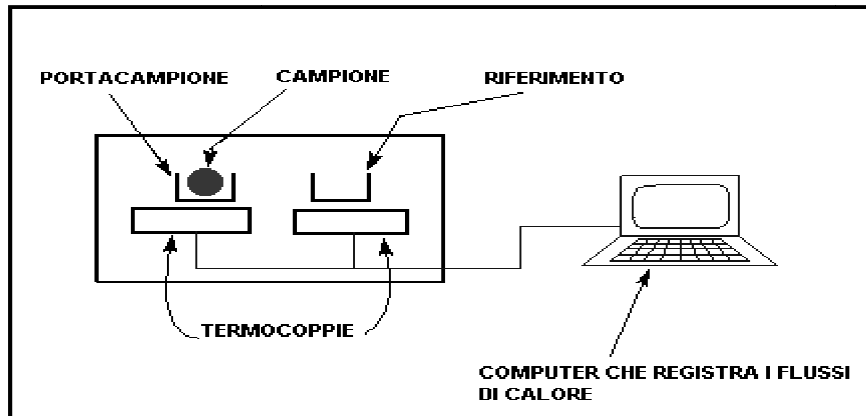 PORTACAMPIONE
CAMPIONE
RIFERIMENTO
TERMOCOPPIE
COMPUTER CHE REGISTRA I FLUSSI
DI CALORE